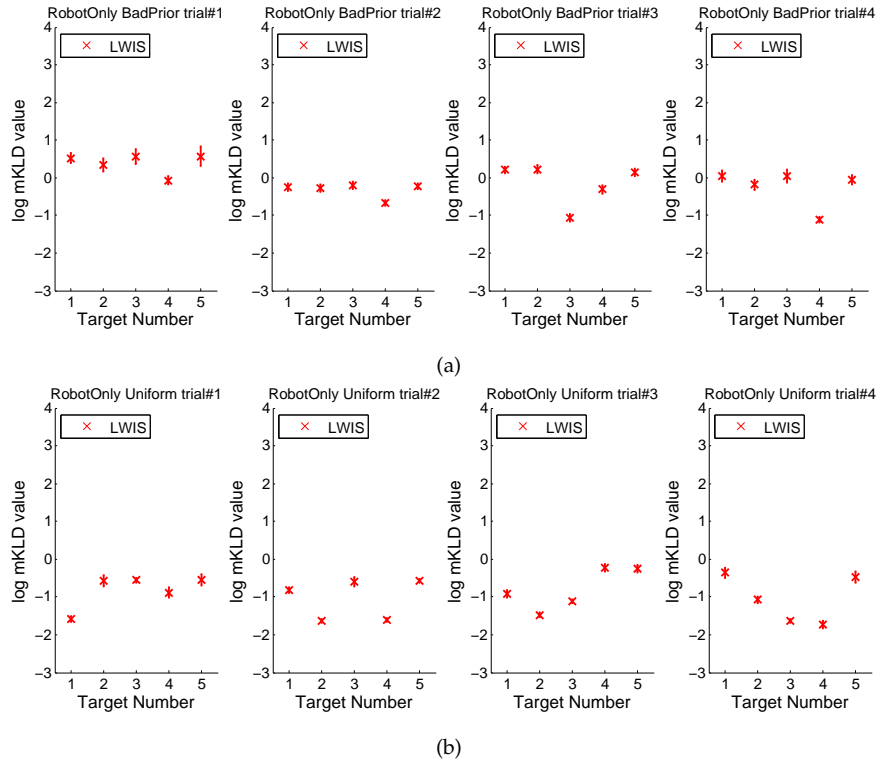 RobotOnly BadPrior trial#1
LWIS
4
3
2
1
0
−1
−2
−3
log mKLD value
1 2 3 4 5
Target Number
RobotOnly BadPrior trial#2
LWIS
4
3
2
1
0
−1
−2
−3
log mKLD value
1 2 3 4 5
Target Number
RobotOnly BadPrior trial#3
LWIS
4
3
2
1
0
−1
−2
−3
log mKLD value
1 2 3 4 5
Target Number
RobotOnly BadPrior trial#4
LWIS
4
3
2
1
0
−1
−2
−3
log mKLD value
1 2 3 4 5
Target Number
(a)
RobotOnly Uniform trial#1
LWIS
4
3
2
1
0
−1
−2
−3
log mKLD value
1 2 3 4 5
Target Number
RobotOnly Uniform trial#2
LWIS
4
3
2
1
0
−1
−2
−3
log mKLD value
1 2 3 4 5
Target Number
RobotOnly Uniform trial#3
LWIS
4
3
2
1
0
−1
−2
−3
log mKLD value
1 2 3 4 5
Target Number
RobotOnly Uniform trial#4
LWIS
4
3
2
1
0
−1
−2
−3
log mKLD value
1 2 3 4 5
Target Number
(b)